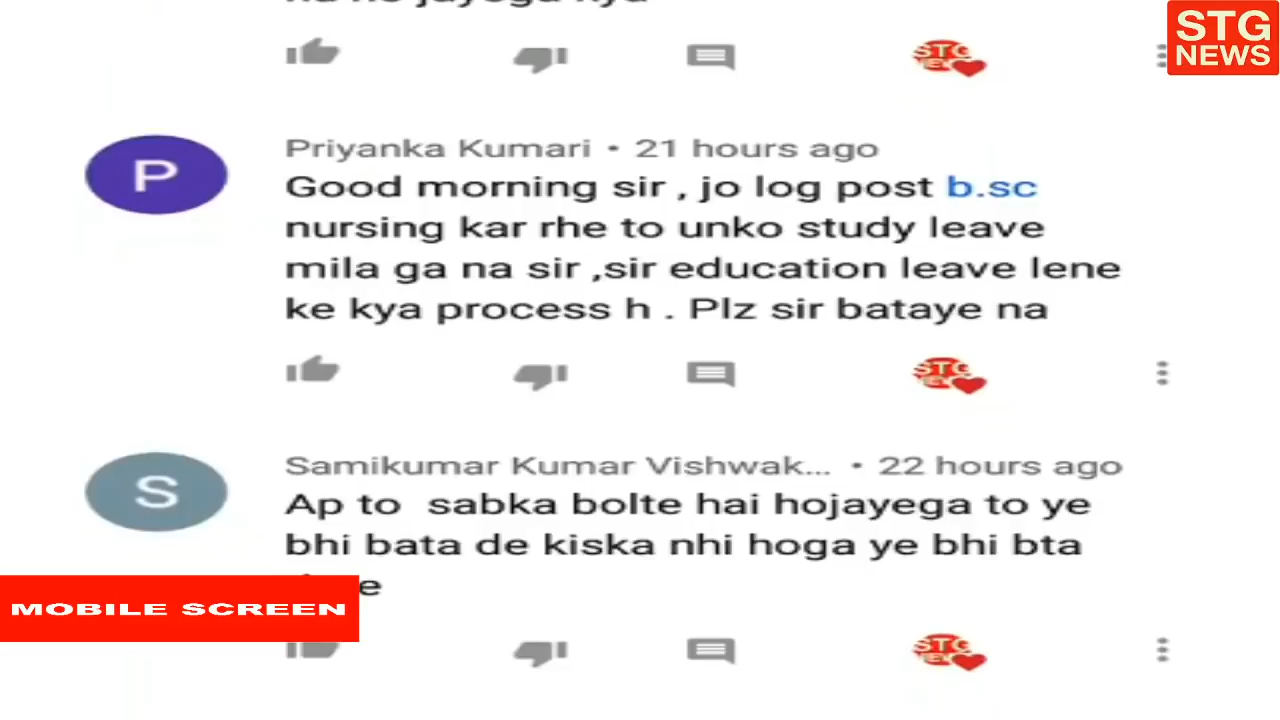 STG
NEWS
Priyanka Kumari • 21 hours ago
Good morning sir , jo log post b.sc
nursing kar rhe to unko study leave
mila ga na sir ,sir education leave lene
ke kya process h . Plz sir bataye na
Samikumar Kumar Vishwak... • 22 hours ago
Ap to sabka bolte hai hojayega to ye
bhi bata de kiska nhi hoga ye bhi bta
MOBILE SCREEN